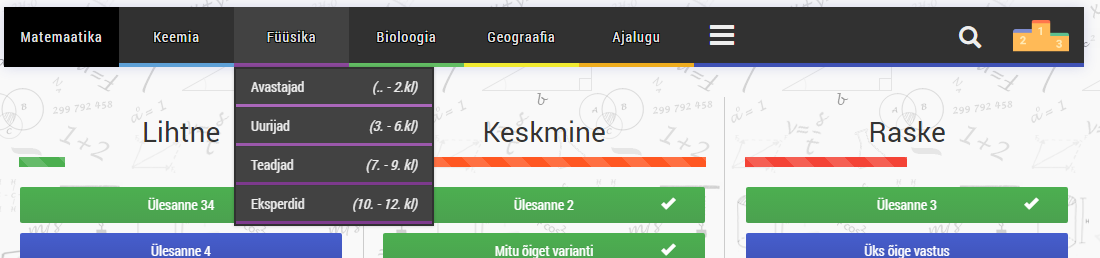 Matemaatika Keemia Füüsika Bioloogia Geograafia Ajalugu
2 1 3
Avastajad (.. - 2.kl)
Uurijad (3. - 6.kl)
Teadjad (7. - 9. kl)
Eksperdid (10. - 12. kl)
Lihtne Keskmine Raske
Ülesanne 34 Ülesanne 2 Ülesanne 3
Ülesanne 4 Mitu õiget varianti Üks õige vastus